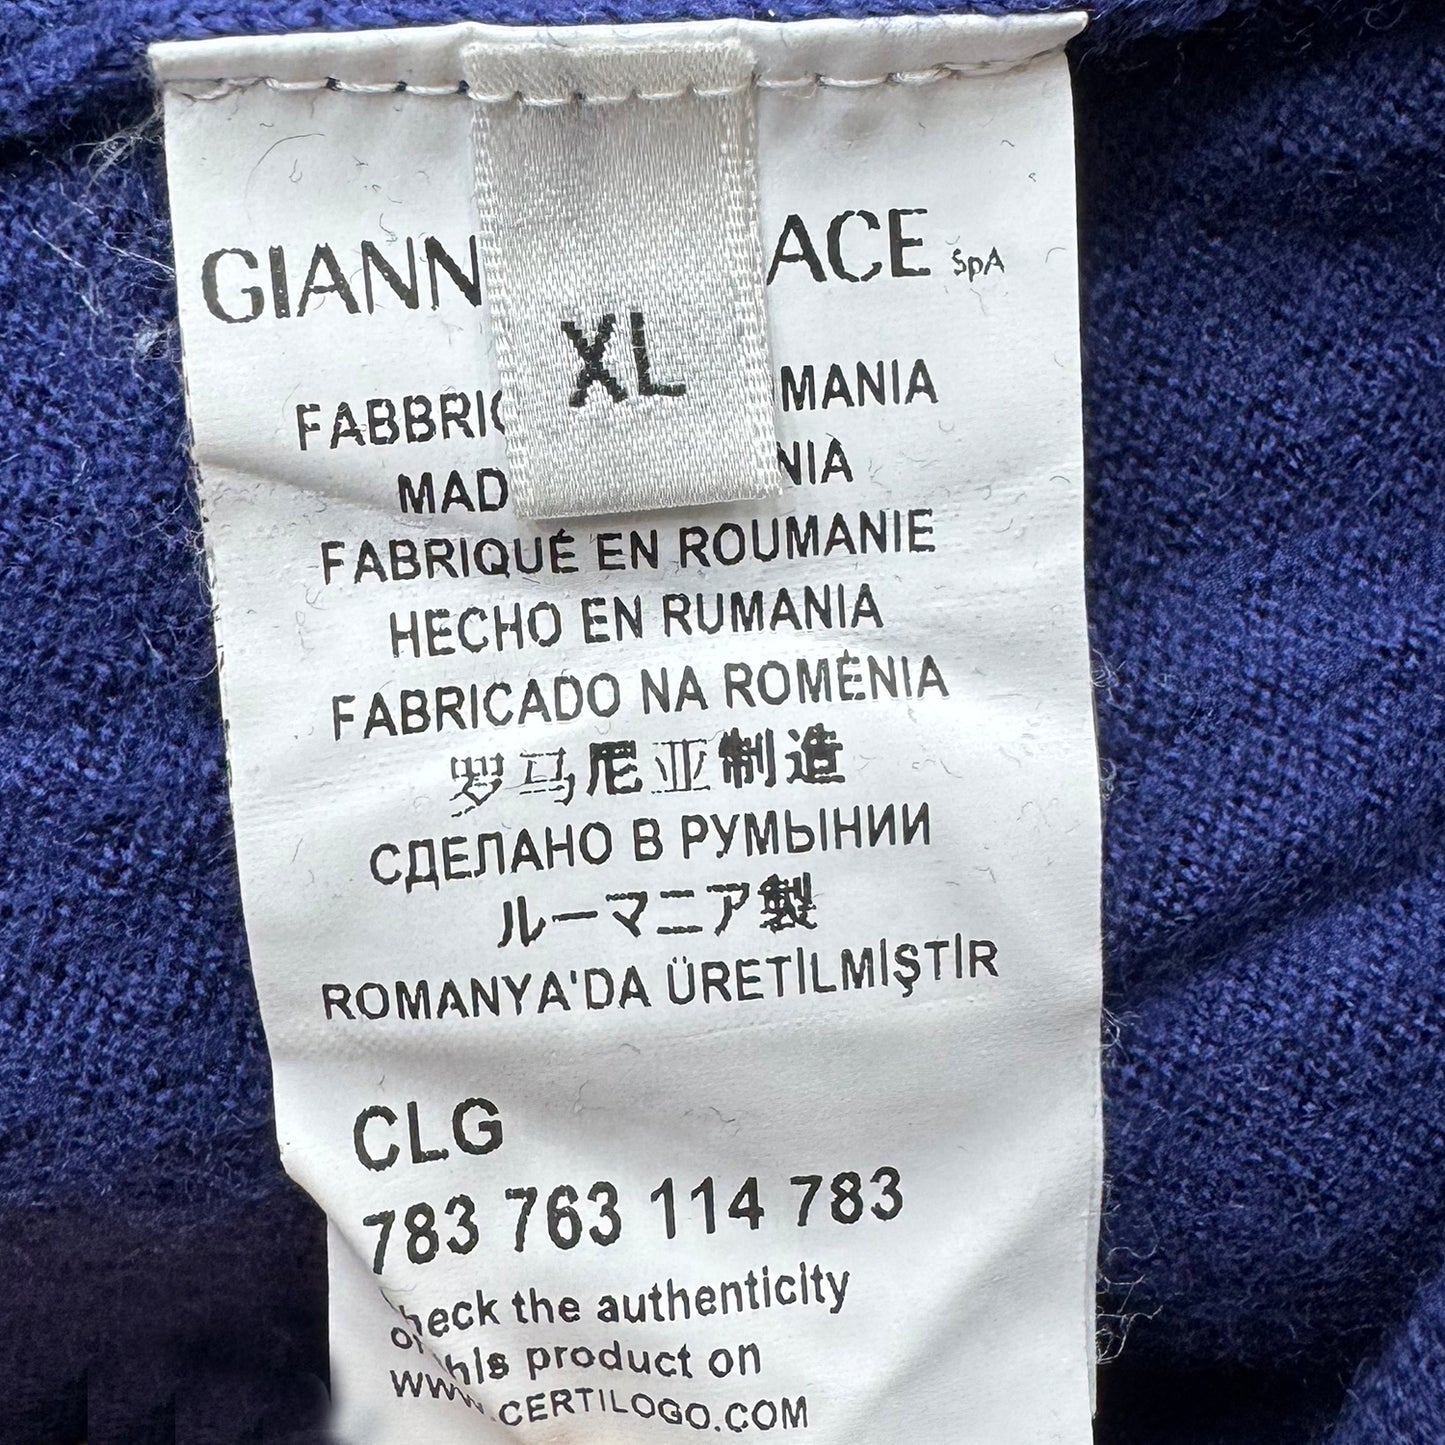 GIANN ACE SpA
XL
FABBRI MANIA
MAD NIA
FABRIQUÉ EN ROUMANIE
HECHO EN RUMANIA
FABRICADO NA ROMÉNIA
罗马尼亚制造
СДЕЛАНО В РУМЫНИИ
ルーマニア製
ROMANYA'DA ÜRETİLMİŞTİR
CLG
783 763 114 783
heck the authenticity
of this product on
WWW.CERTILOGO.COM